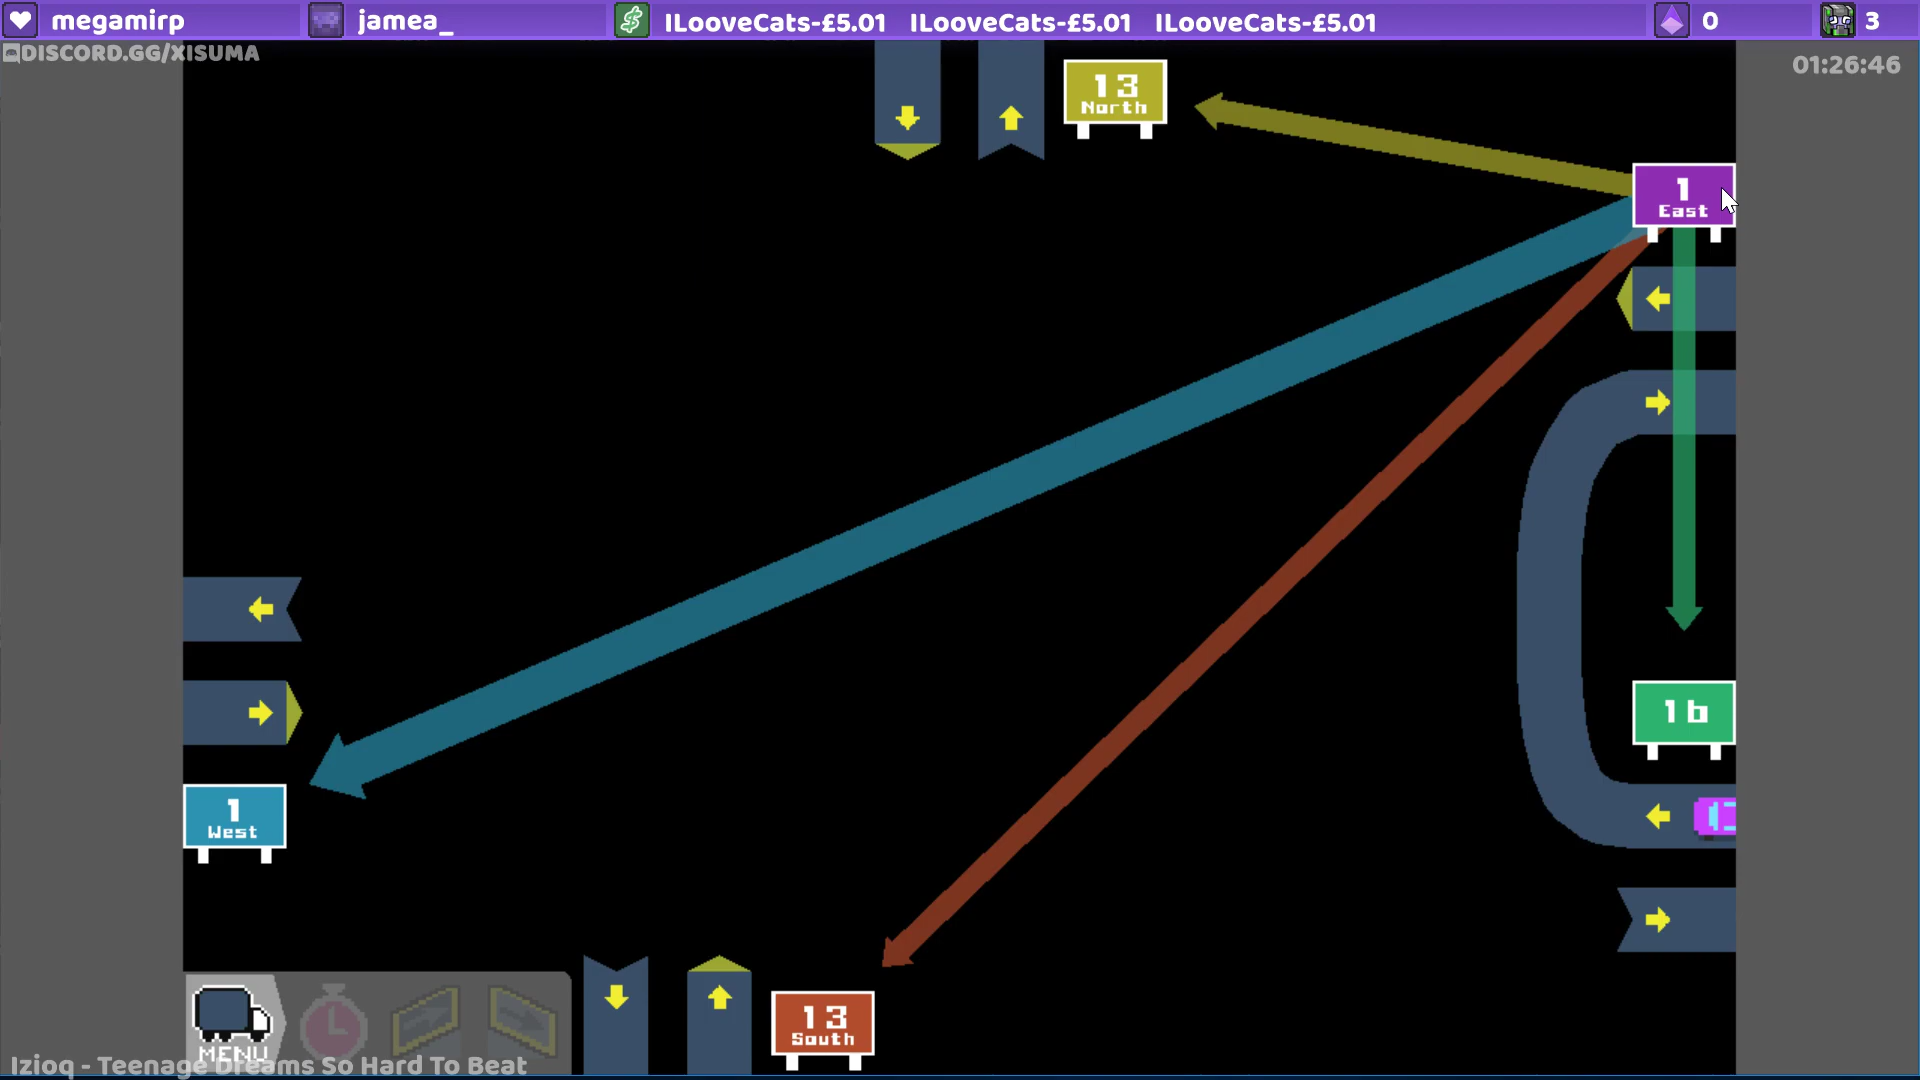 megamirp
jamea_
ILooveCats-£5.01 ILooveCats-£5.01 ILooveCats-£5.01
0
3
DISCORD.GG/XISUMA
01:26:46
13
North
1
East
16
1
West
13
South
MENU
Izioq - Teenage Dreams So Hard To Beat